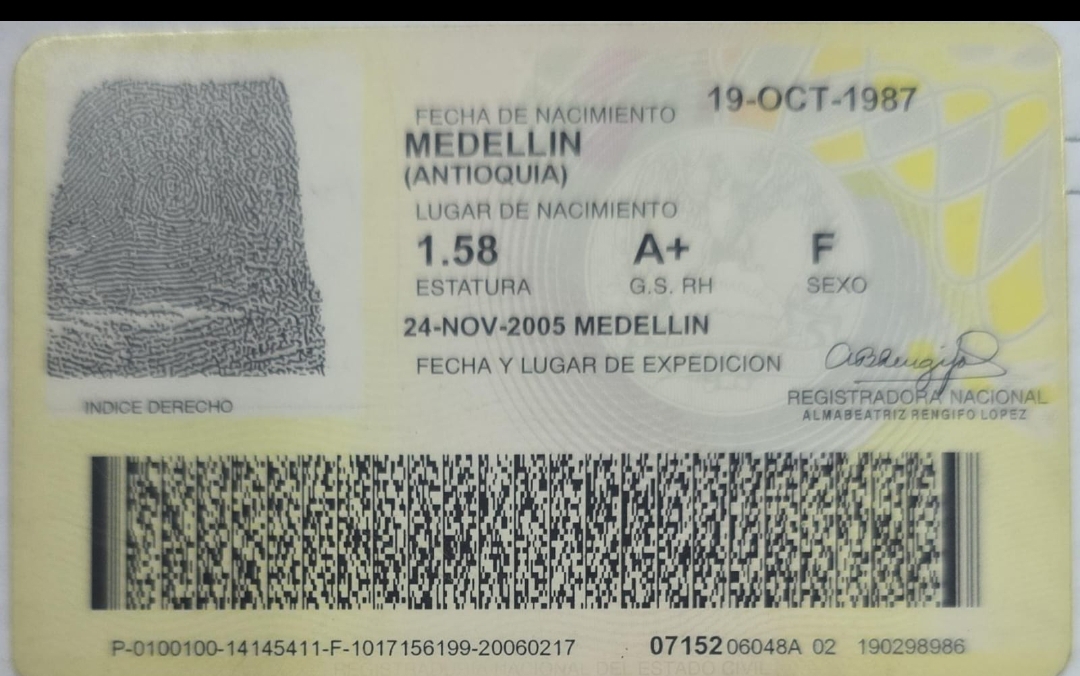 19-OCT-1987
FECHA DE NACIMIENTO
MEDELLIN
(ANTIOQUIA)
LUGAR DE NACIMIENTO
1.58 A+ F
ESTATURA G.S. RH SEXO
24-NOV-2005 MEDELLIN
FECHA Y LUGAR DE EXPEDICION
REGISTRADORA NACIONAL
ALMABEATRIZ RENGIFO LOPEZ
INDICE DERECHO
P-0100100-14145411-F-1017156199-20060217 07152 06048A 02 190298986